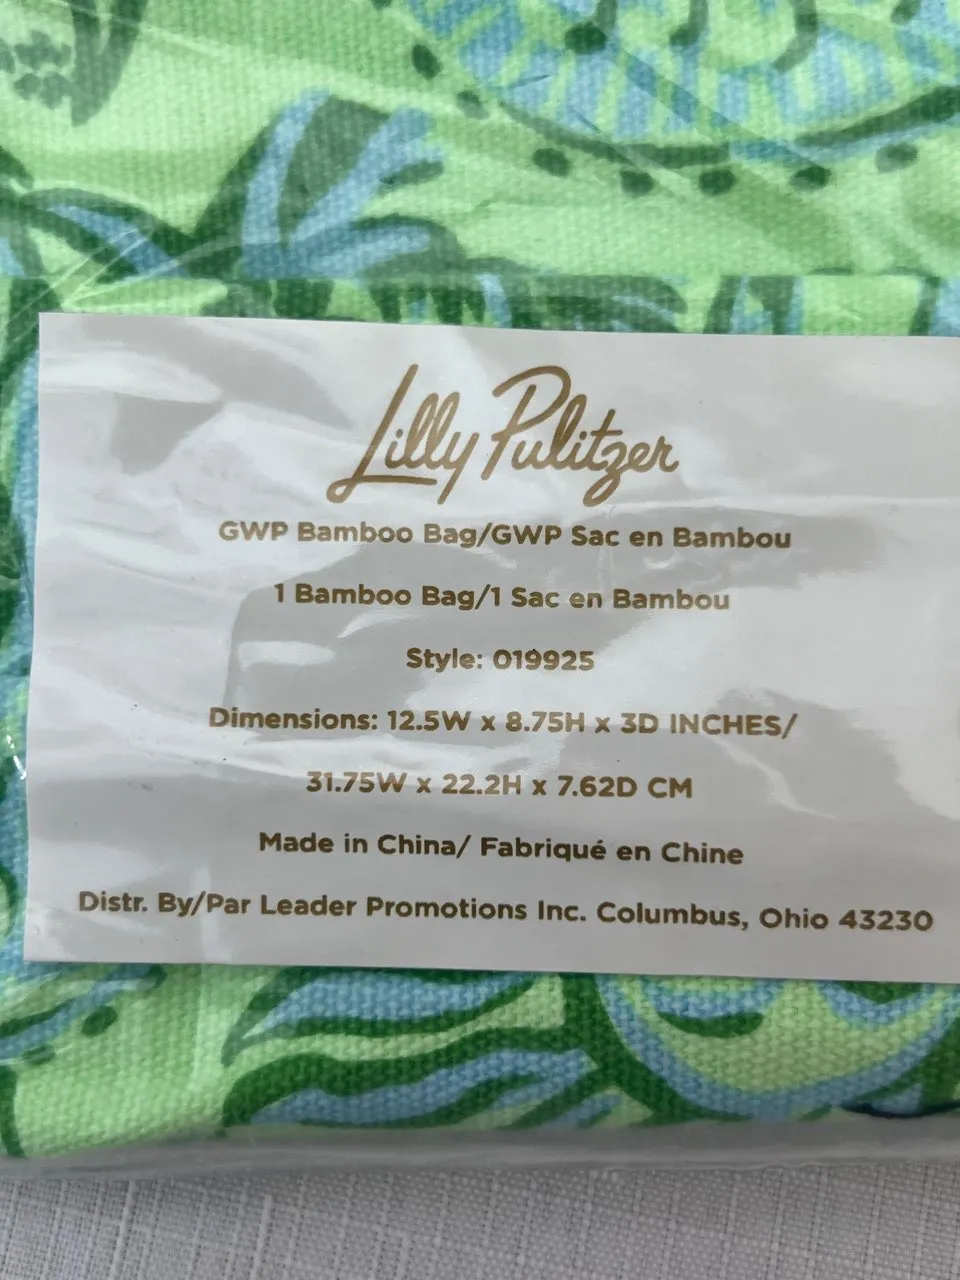 Lilly Pulitzer
GWP Bamboo Bag/GWP Sac en Bambou
1 Bamboo Bag/1 Sac en Bambou
Style: 019925
Dimensions: 12.5W x 8.75H x 3D INCHES/
31.75W x 22.2H x 7.62D CM
Made in China/ Fabriqué en Chine
Distr. By/Par Leader Promotions Inc. Columbus, Ohio 43230